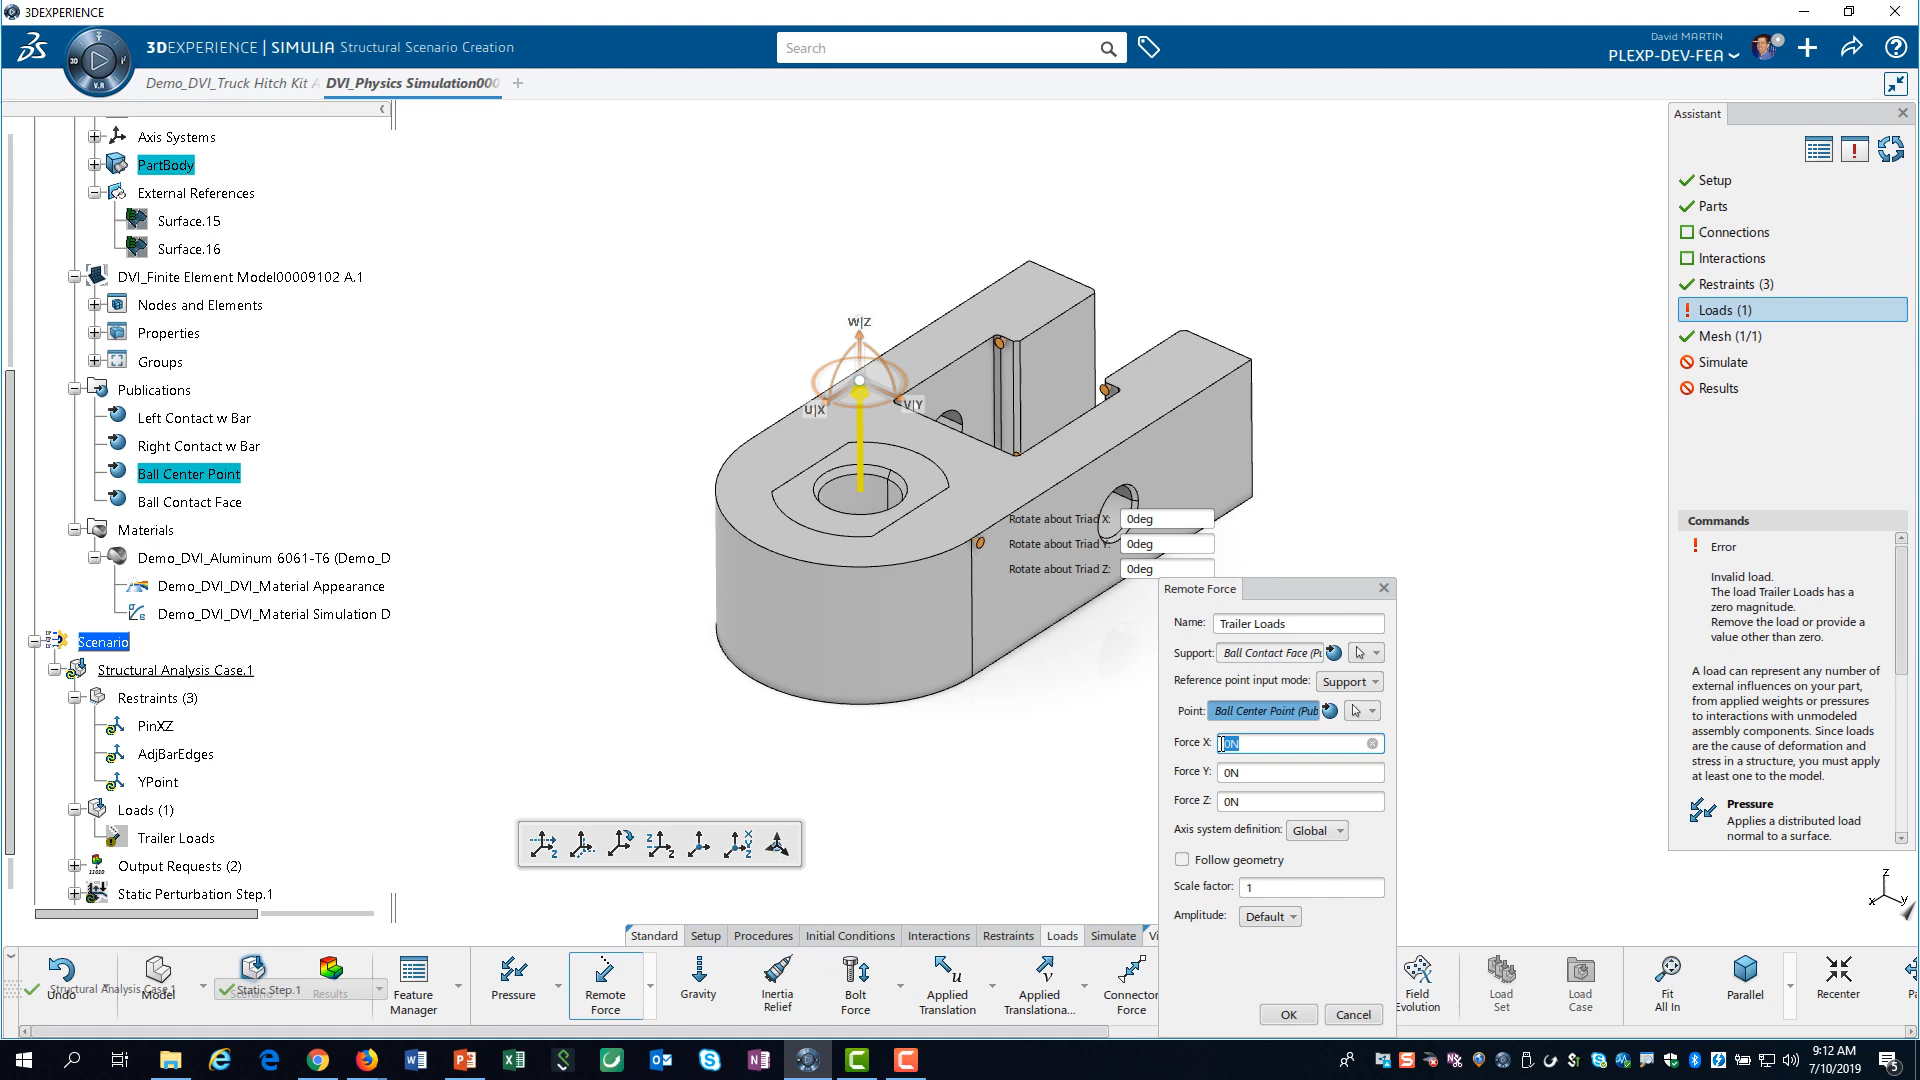 3DEXPERIENCE
3DEXPERIENCE | SIMULIA Structural Scenario Creation
3D
V.R
Search
David MARTIN
PLEXP-DEV-FEA
Demo_DVI_Truck Hitch Kit A
DVI_Physics Simulation000
Axis Systems
PartBody
External References
Surface.15
Surface.16
DVI_Finite Element Model00009102 A.1
Nodes and Elements
Properties
Groups
Publications
Left Contact w Bar
Right Contact w Bar
Ball Center Point
Ball Contact Face
Materials
Demo_DVI_Aluminum 6061-T6 (Demo_D
Demo_DVI_DVI_Material Appearance
Demo_DVI_DVI_Material Simulation D
Scenario
Structural Analysis Case.1
Restraints (3)
PinXZ
AdjBarEdges
YPoint
Loads (1)
Trailer Loads
Output Requests (2)
Static Perturbation Step.1
W|Z
U|X
V|Y
Rotate about Triad X: 0deg
Rotate about Triad Y: 0deg
Rotate about Triad Z: 0deg
Remote Force
Name: Trailer Loads
Support: Ball Contact Face (Pu
Reference point input mode: Support
Point: Ball Center Point (Pub
Force X: 0N
Force Y: 0N
Force Z: 0N
Axis system definition: Global
Follow geometry
Scale factor: 1
Amplitude: Default
OK
Cancel
Assistant
Setup
Parts
Connections
Interactions
Restraints (3)
Loads (1)
Mesh (1/1)
Simulate
Results
Commands
Error
Invalid load.
The load Trailer Loads has a
zero magnitude.
Remove the load or provide a
value other than zero.
A load can represent any number of
external influences on your part,
from applied weights or pressures
to interactions with unmodeled
assembly components. Since loads
are the cause of deformation and
stress in a structure, you must apply
at least one to the model.
Pressure
Applies a distributed load
normal to a surface.
z
x
y
Standard
Setup
Procedures
Initial Conditions
Interactions
Restraints
Loads
Simulate
Vi
Undo
Structural Analysis Case.1
Model
Scenario
Static Step.1
Results
Feature
Manager
Pressure
Remote
Force
Gravity
Inertia
Relief
Bolt
Force
Applied
Translation
Applied
Translationa...
Connector
Force
Field
Evolution
Load
Set
Load
Case
Fit
All In
Parallel
Recenter
Pa
9:12 AM
7/10/2019
5